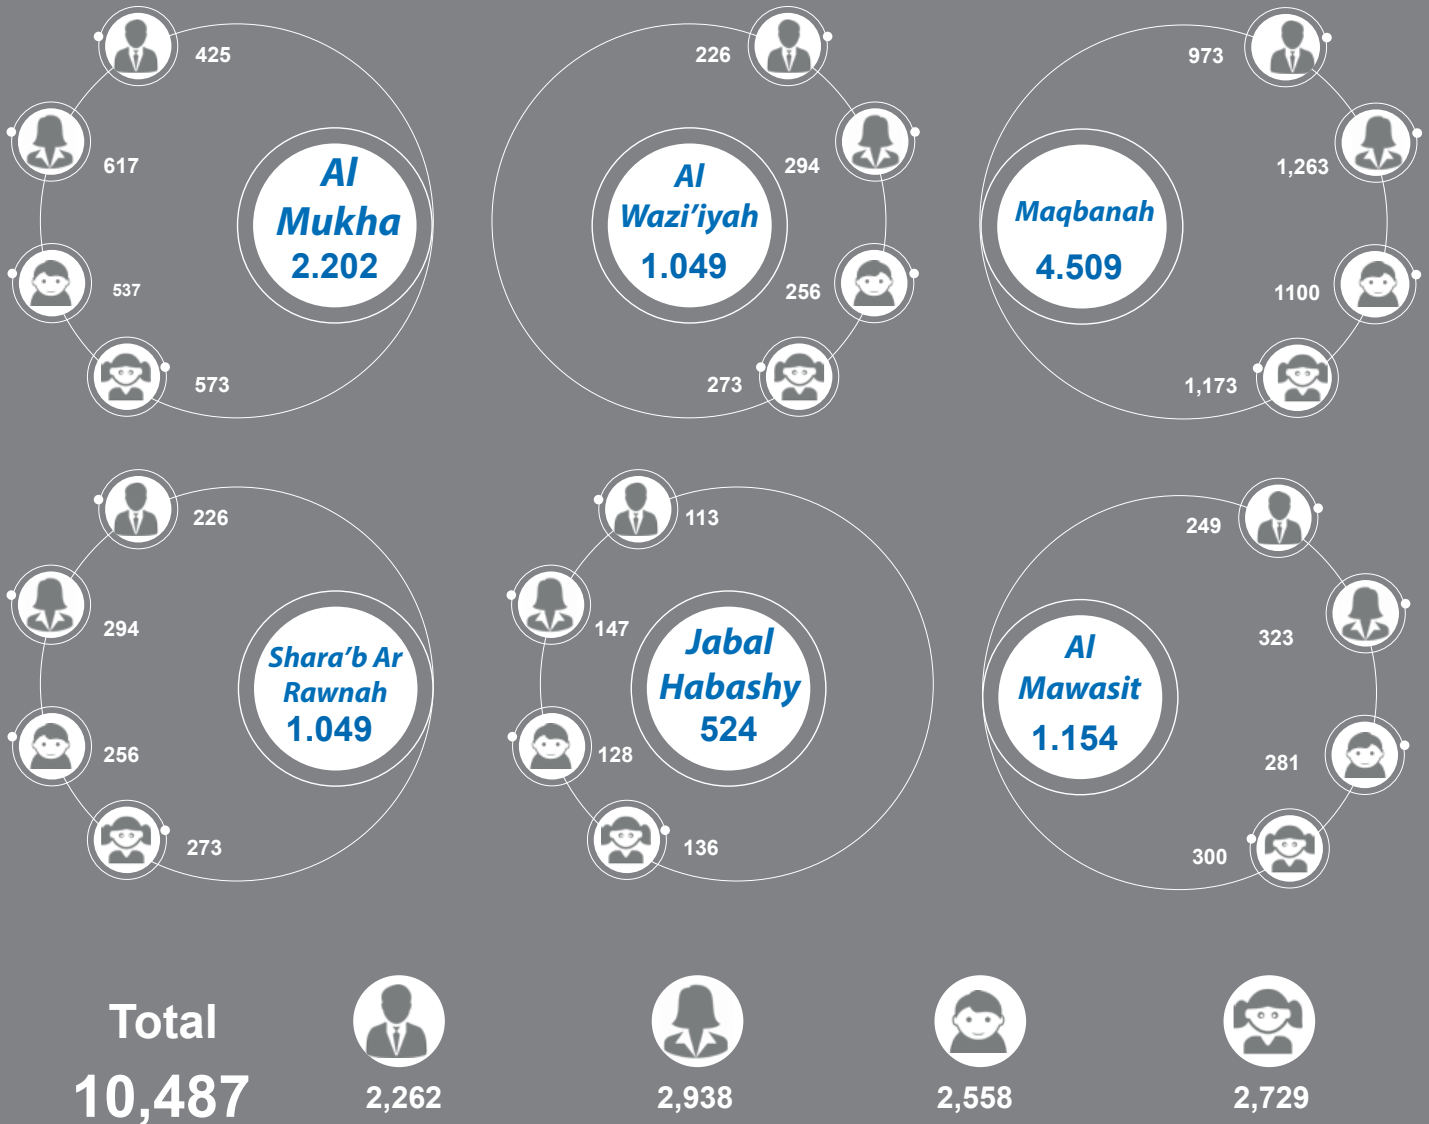 425
617
537
573
Al
Mukha
2.202
226
294
256
273
Al
Wazi’iyah
1.049
973
1,263
1100
1,173
Maqbanah
4.509
226
294
256
273
Shara’b Ar
Rawnah
1.049
113
147
128
136
Jabal
Habashy
524
249
323
281
300
Al
Mawasit
1.154
Total
10,487
2,262
2,938
2,558
2,729